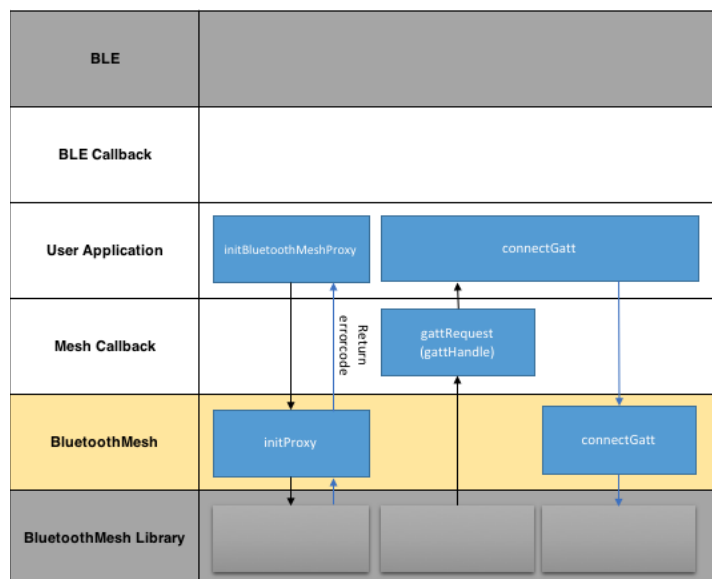 BLE
BLE Callback
User Application
initBluetoothMeshProxy
connectGatt
Mesh Callback
Return
errorcode
gattRequest
(gattHandle)
BluetoothMesh
initProxy
connectGatt
BluetoothMesh Library